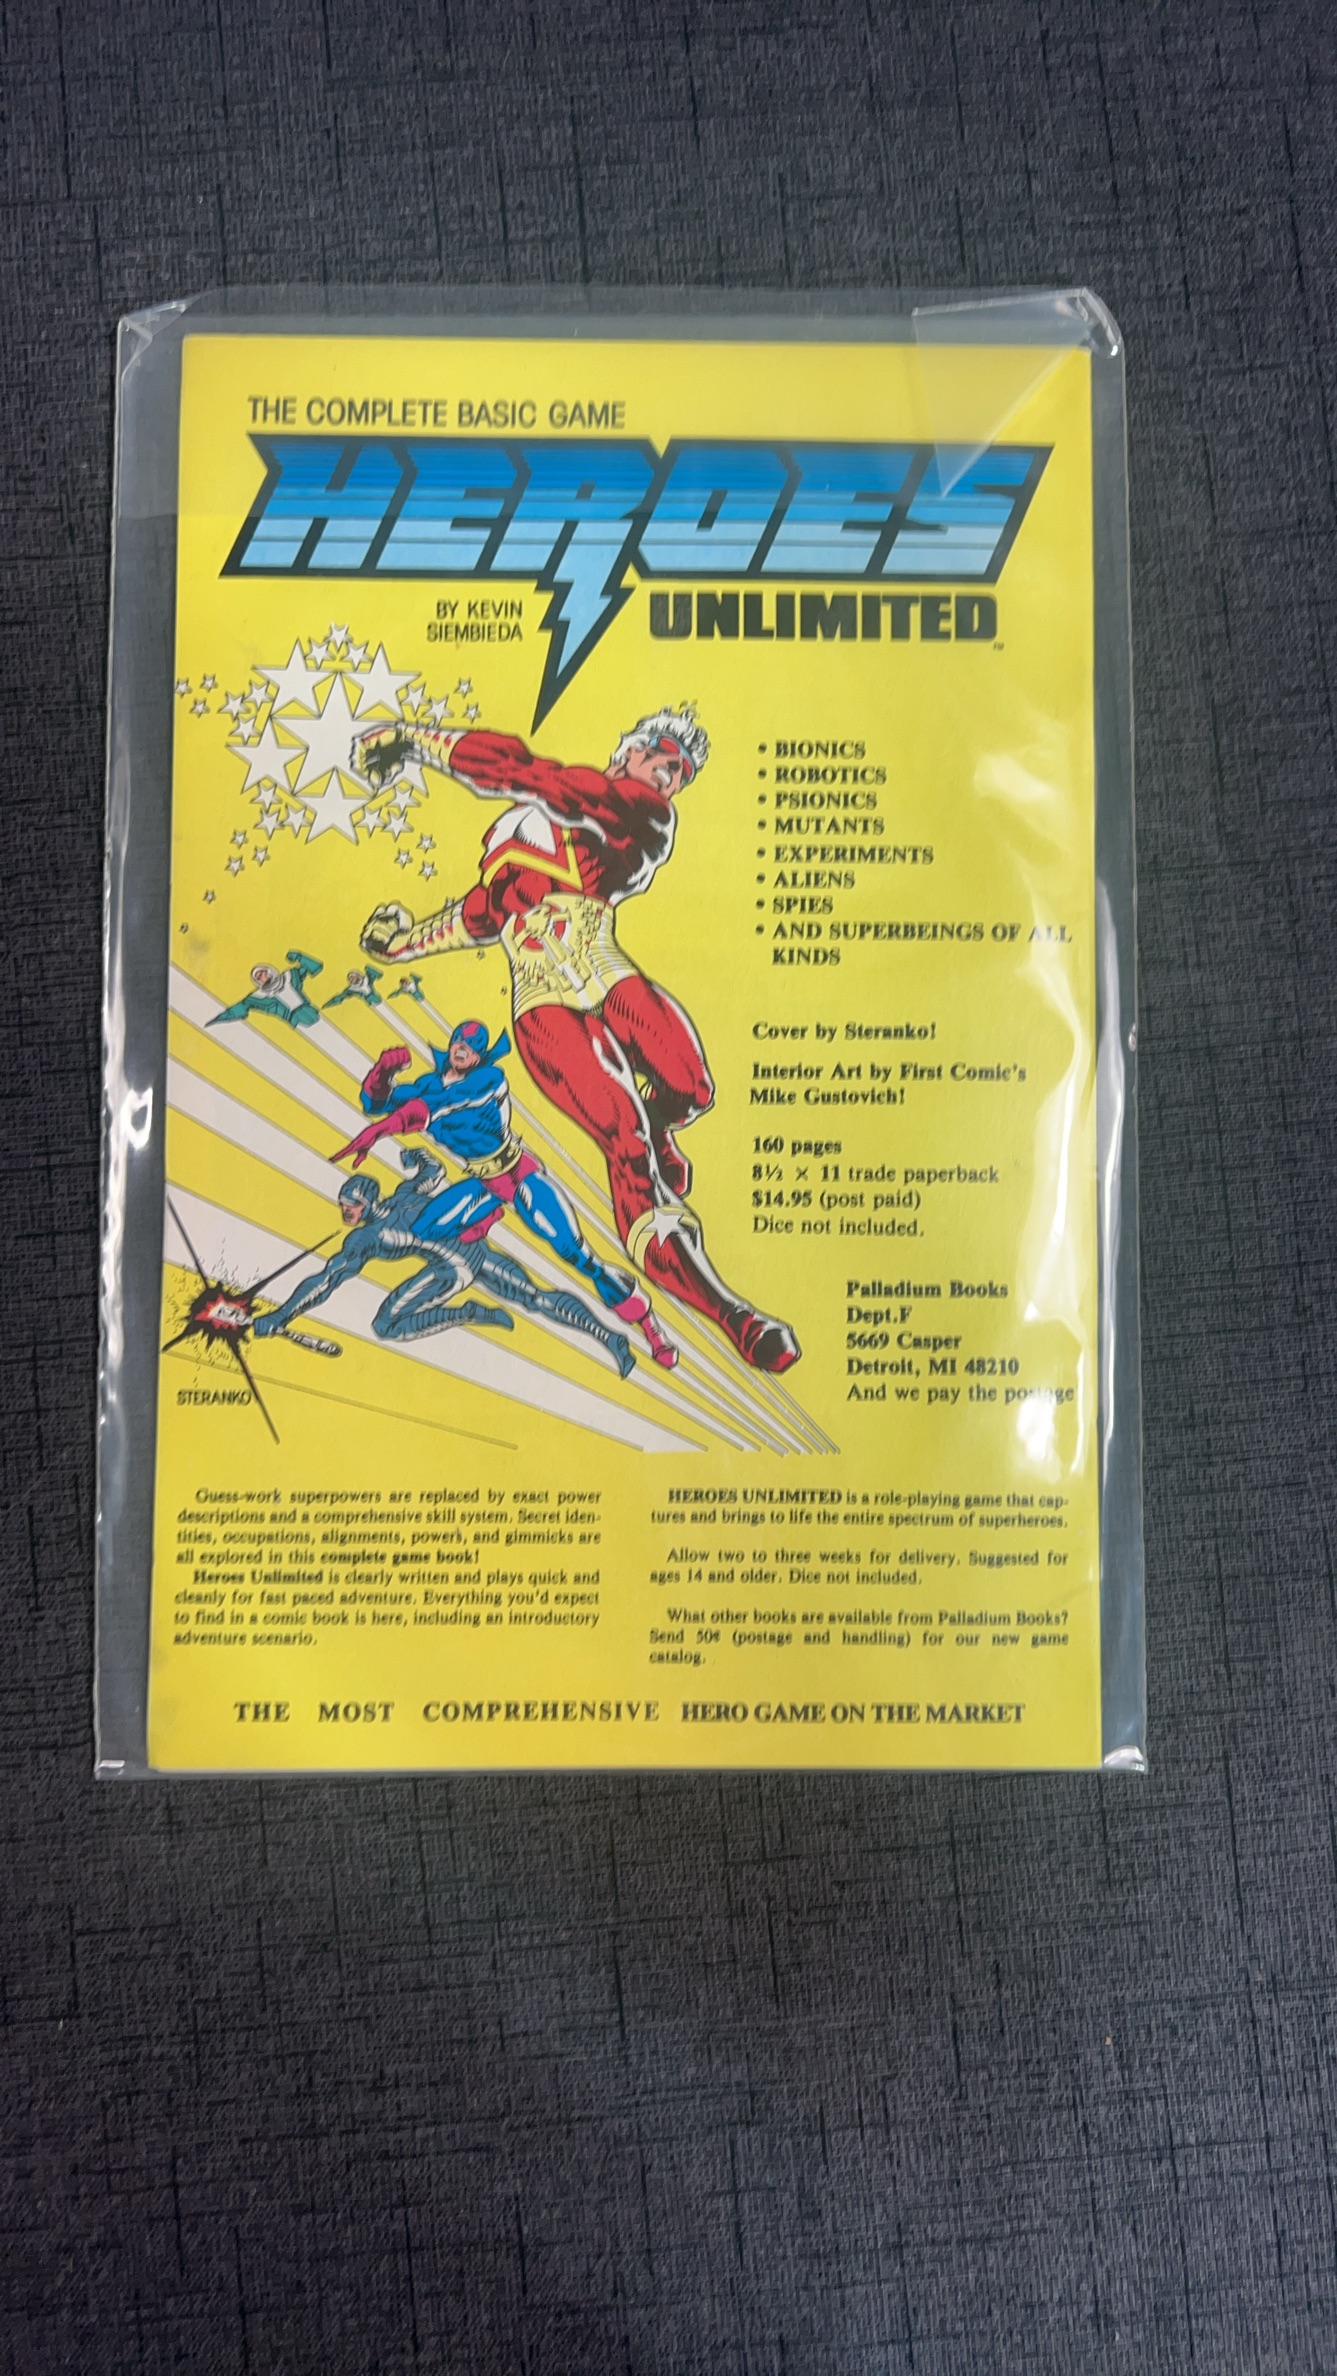 THE COMPLETE BASIC GAME
HEROES
UNLIMITED
TM
BY KEVIN
SIEMBIEDA
• BIONICS
• ROBOTICS
• PSIONICS
• MUTANTS
• EXPERIMENTS
• ALIENS
• SPIES
• AND SUPERBEINGS OF ALL
KINDS
Cover by Steranko!
Interior Art by First Comic's
Mike Gustovich!
160 pages
8½ × 11 trade paperback
$14.95 (post paid)
Dice not included.
Palladium Books
Dept.F
5669 Casper
Detroit, MI 48210
And we pay the postage
STERANKO
Guess-work superpowers are replaced by exact power
descriptions and a comprehensive skill system. Secret iden-
tities, occupations, alignments, powers, and gimmicks are
all explored in this complete game book!
Heroes Unlimited is clearly written and plays quick and
cleanly for fast paced adventure. Everything you'd expect
to find in a comic book is here, including an introductory
adventure scenario.
HEROES UNLIMITED is a role-playing game that cap-
tures and brings to life the entire spectrum of superheroes.
Allow two to three weeks for delivery. Suggested for
ages 14 and older. Dice not included.
What other books are available from Palladium Books?
Send 50¢ (postage and handling) for our new game
catalog.
THE MOST COMPREHENSIVE HERO GAME ON THE MARKET